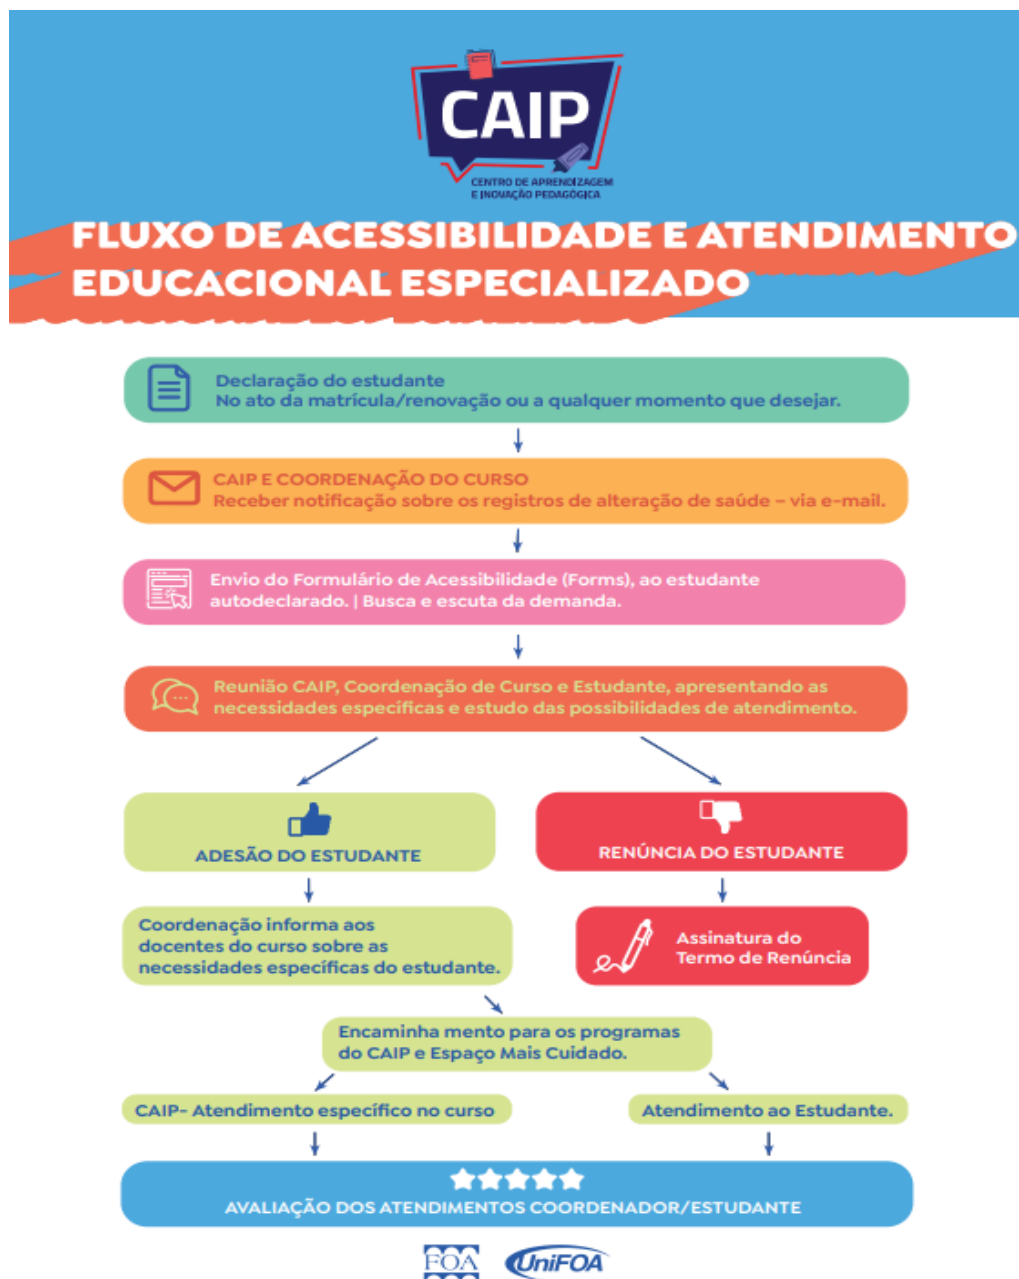 CAIP
CENTRO DE APRENDIZAGEM
E INOVAÇÃO PEDAGÓGICA
FLUXO DE ACESSIBILIDADE E ATENDIMENTO
EDUCACIONAL ESPECIALIZADO
Declaração do estudante
No ato da matrícula/renovação ou a qualquer momento que desejar.
CAIP E COORDENAÇÃO DO CURSO
Receber notificação sobre os registros de alteração de saúde – via e-mail.
Envio do Formulário de Acessibilidade (Forms), ao estudante
autodeclarado. | Busca e escuta da demanda.
Reunião CAIP, Coordenação de Curso e Estudante, apresentando as
necessidades específicas e estudo das possibilidades de atendimento.
ADESÃO DO ESTUDANTE
RENÚNCIA DO ESTUDANTE
Coordenação informa aos
docentes do curso sobre as
necessidades específicas do estudante.
Assinatura do
Termo de Renúncia
Encaminha mento para os programas
do CAIP e Espaço Mais Cuidado.
CAIP- Atendimento específico no curso
Atendimento ao Estudante.
AVALIAÇÃO DOS ATENDIMENTOS COORDENADOR/ESTUDANTE
FOA
UniFOA